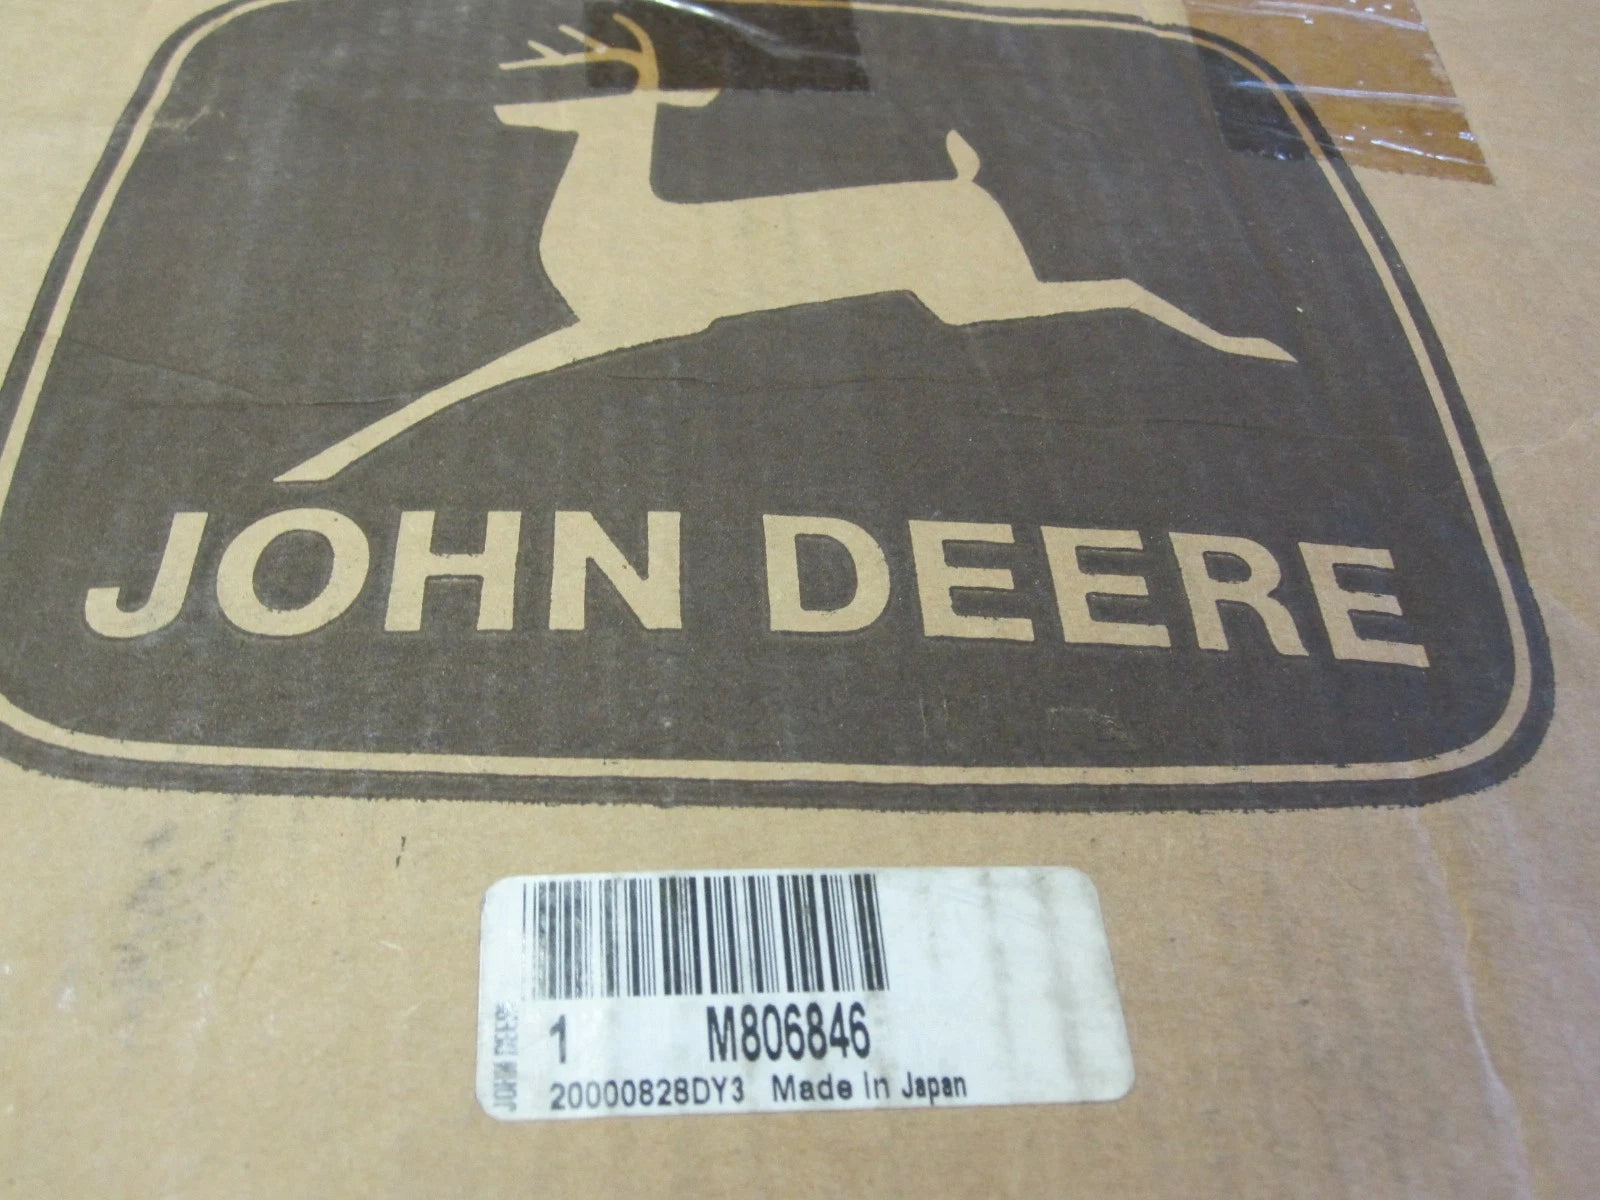 JOHN DEERE
JOHN DEERE
1 M806846
20000828DY3 Made In Japan